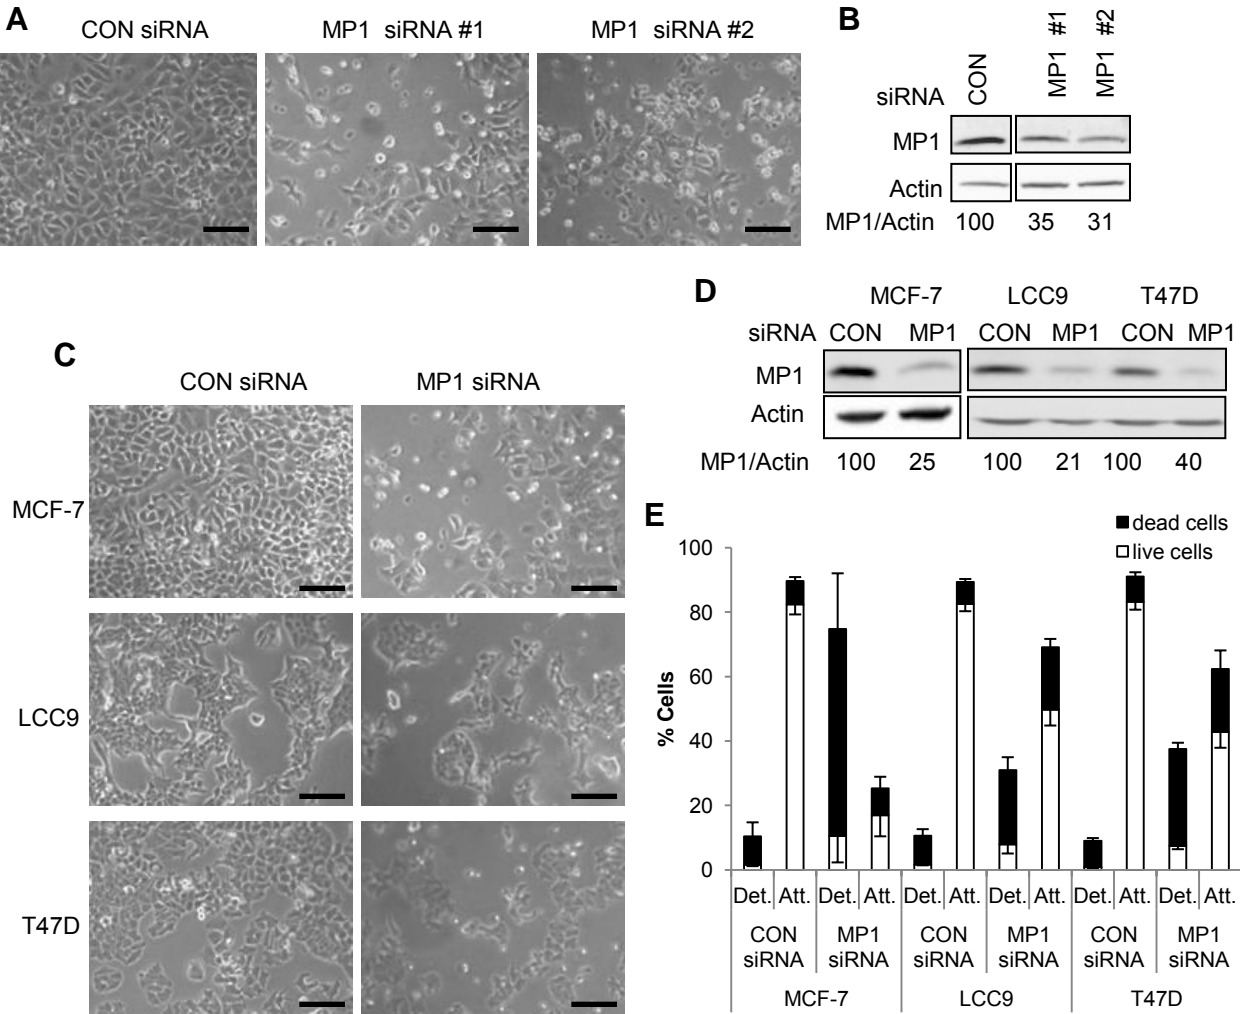 A
CON siRNA
MP1 siRNA #1
MP1 siRNA #2
B
siRNA
CON
MP1 #1
MP1 #2
MP1
Actin
MP1/Actin 100 35 31
C
CON siRNA
MP1 siRNA
MCF-7
LCC9
T47D
D
MCF-7 LCC9 T47D
siRNA CON MP1 CON MP1 CON MP1
MP1
Actin
MP1/Actin 100 25 100 21 100 40
E
dead cells
live cells
% Cells
100
80
60
40
20
0
Det. Att. Det. Att. Det. Att. Det. Att. Det. Att. Det. Att.
CON siRNA
MP1 siRNA
CON siRNA
MP1 siRNA
CON siRNA
MP1 siRNA
MCF-7 LCC9 T47D